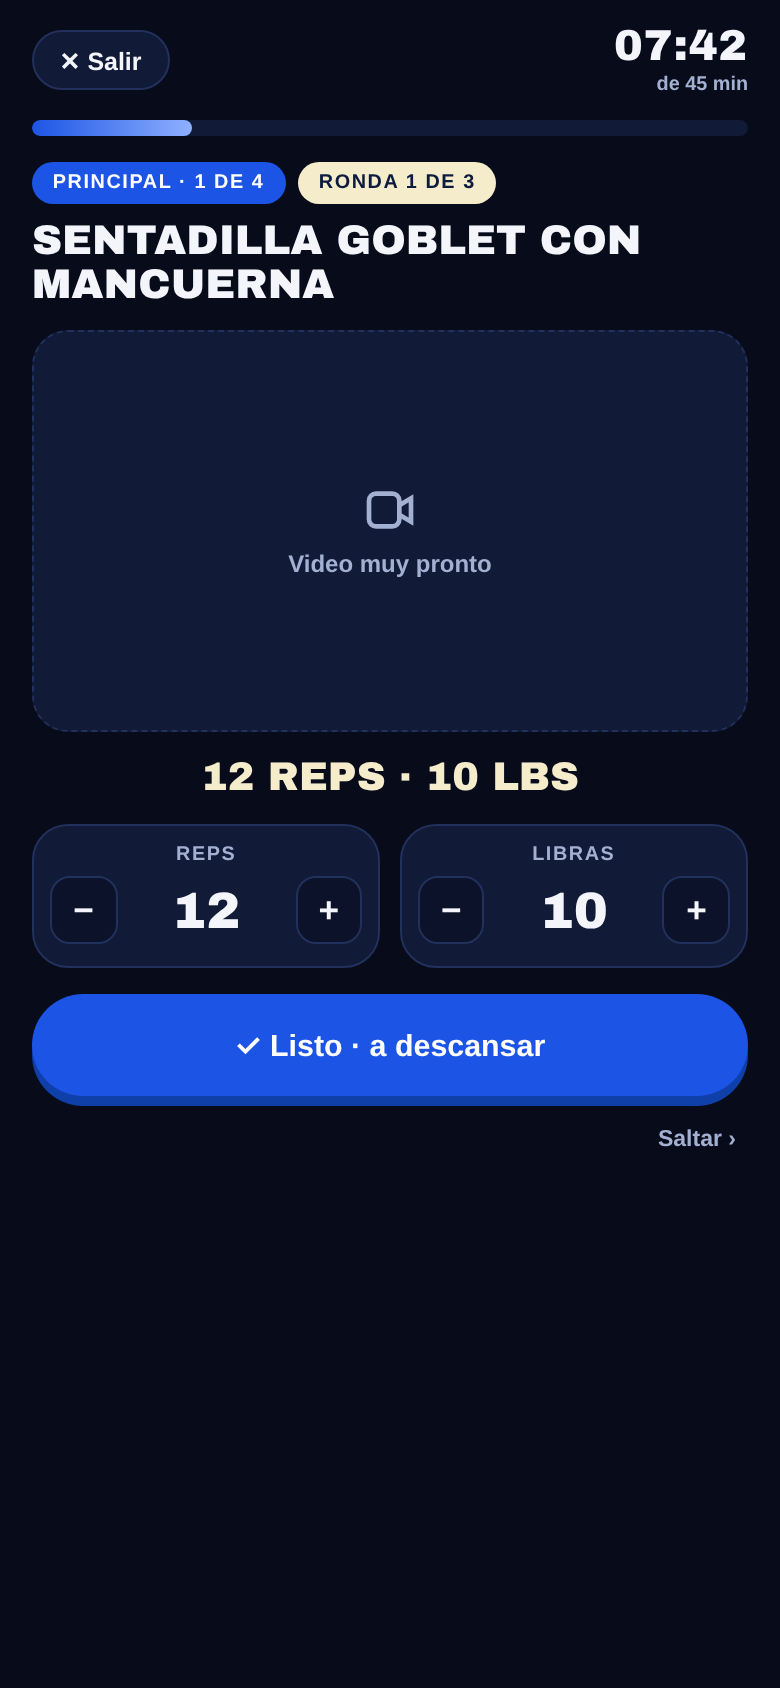 ✕ Salir
07:42
de 45 min
PRINCIPAL · 1 DE 4
RONDA 1 DE 3
SENTADILLA GOBLET CON
MANCUERNA
Video muy pronto
12 REPS · 10 LBS
REPS
LIBRAS
− 12 +
− 10 +
✓ Listo · a descansar
Saltar ›